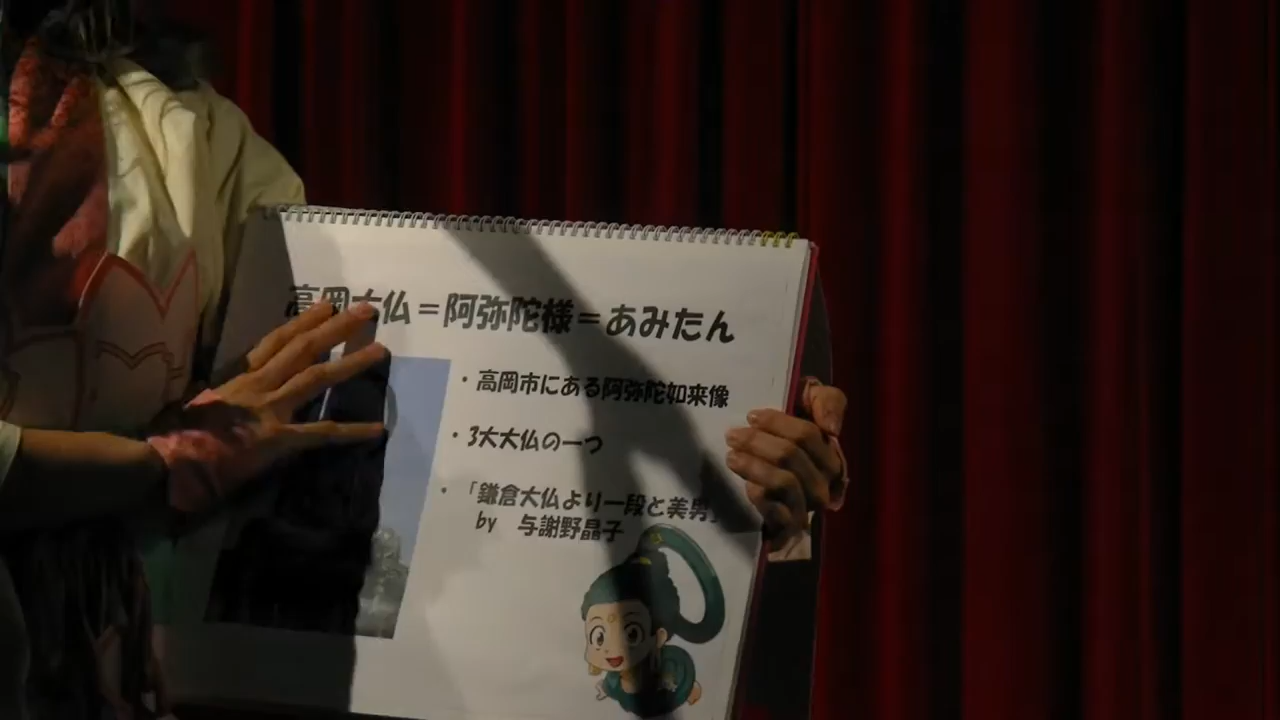 高岡大仏=阿弥陀様=あみたん
・高岡市にある阿弥陀如来像
・3大大仏の一つ
・「鎌倉大仏より一段と美男」
by 与謝野晶子